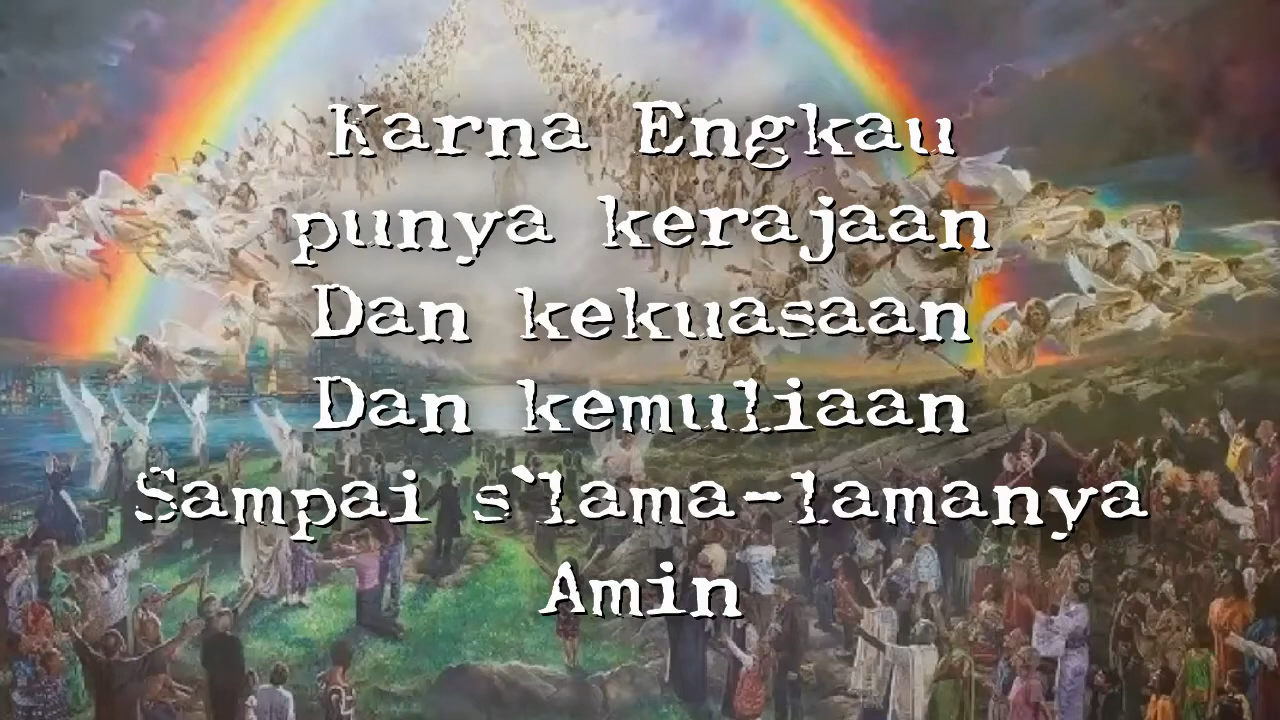 Karna Engkau
punya kerajaan
Dan kekuasaan
Dan kemuliaan
Sampai s`lama-lamanya
Amin